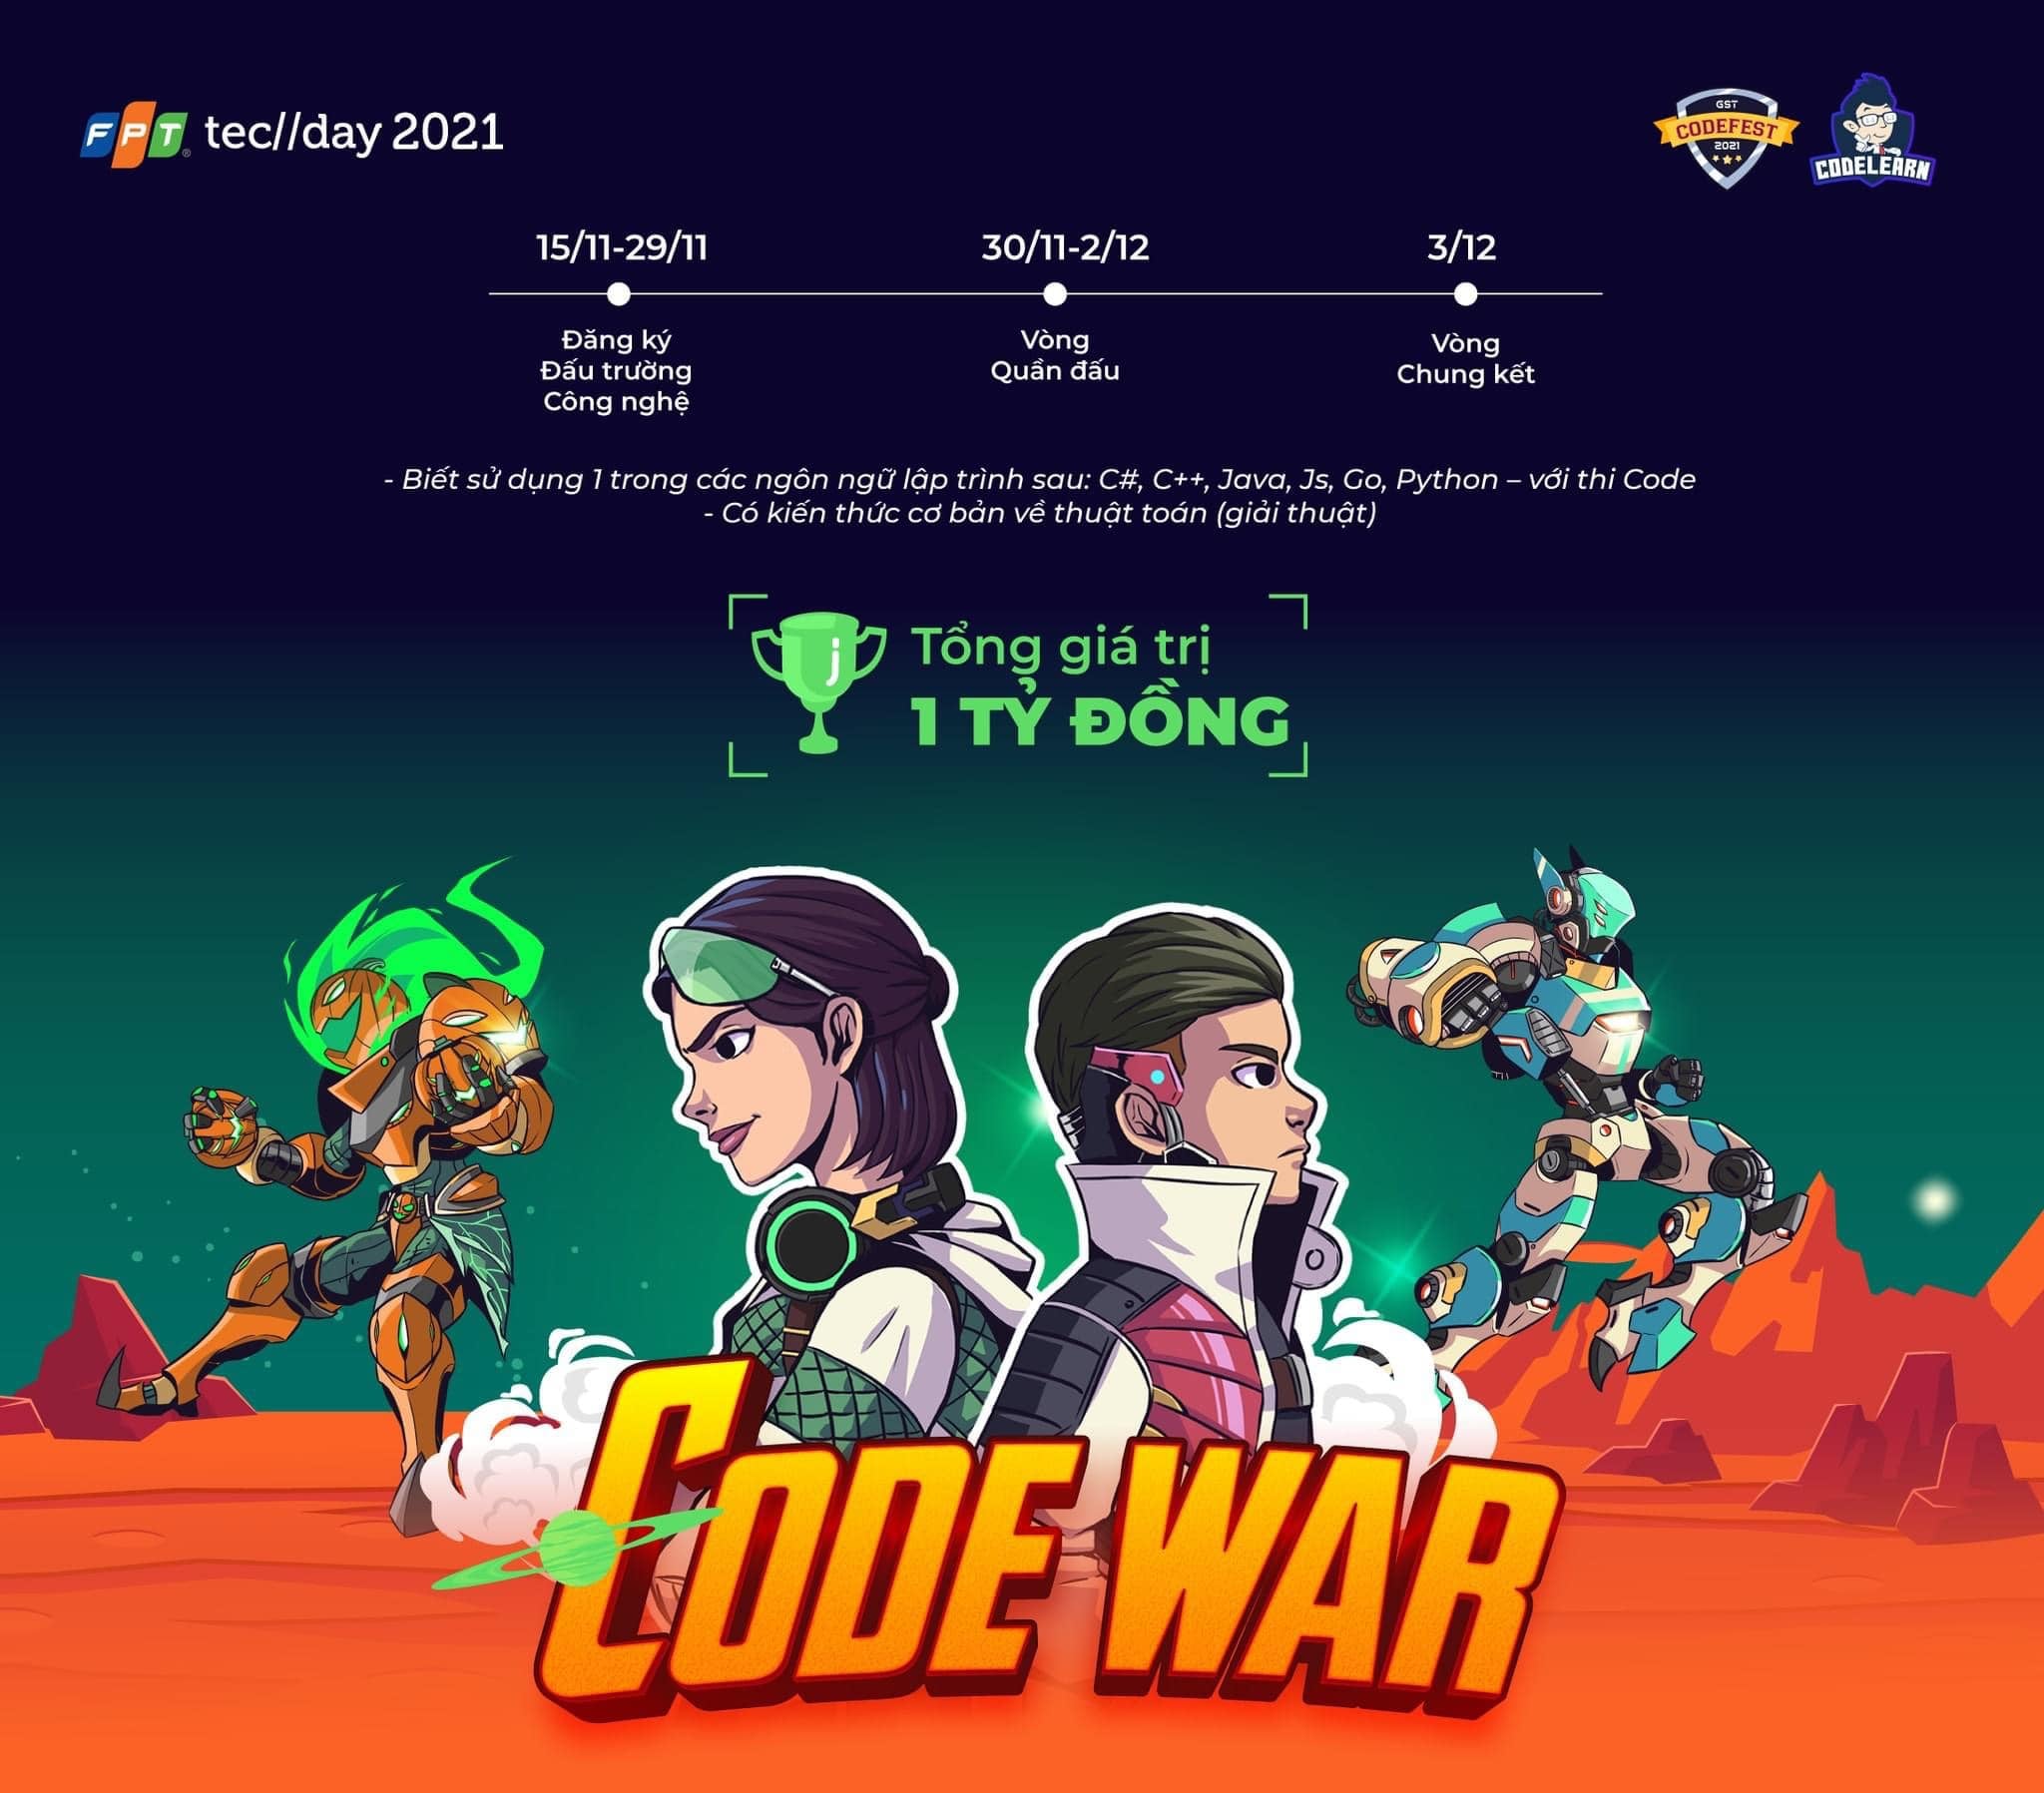 FPT tec//day 2021
GST
CODEFEST
2021
CODELEARN
15/11-29/11
Đăng ký
Đấu trường
Công nghệ
30/11-2/12
Vòng
Quần đấu
3/12
Vòng
Chung kết
- Biết sử dụng 1 trong các ngôn ngữ lập trình sau: C#, C++, Java, Js, Go, Python – với thi Code
- Có kiến thức cơ bản về thuật toán (giải thuật)
Tổng giá trị
1 TỶ ĐỒNG
CODE WAR